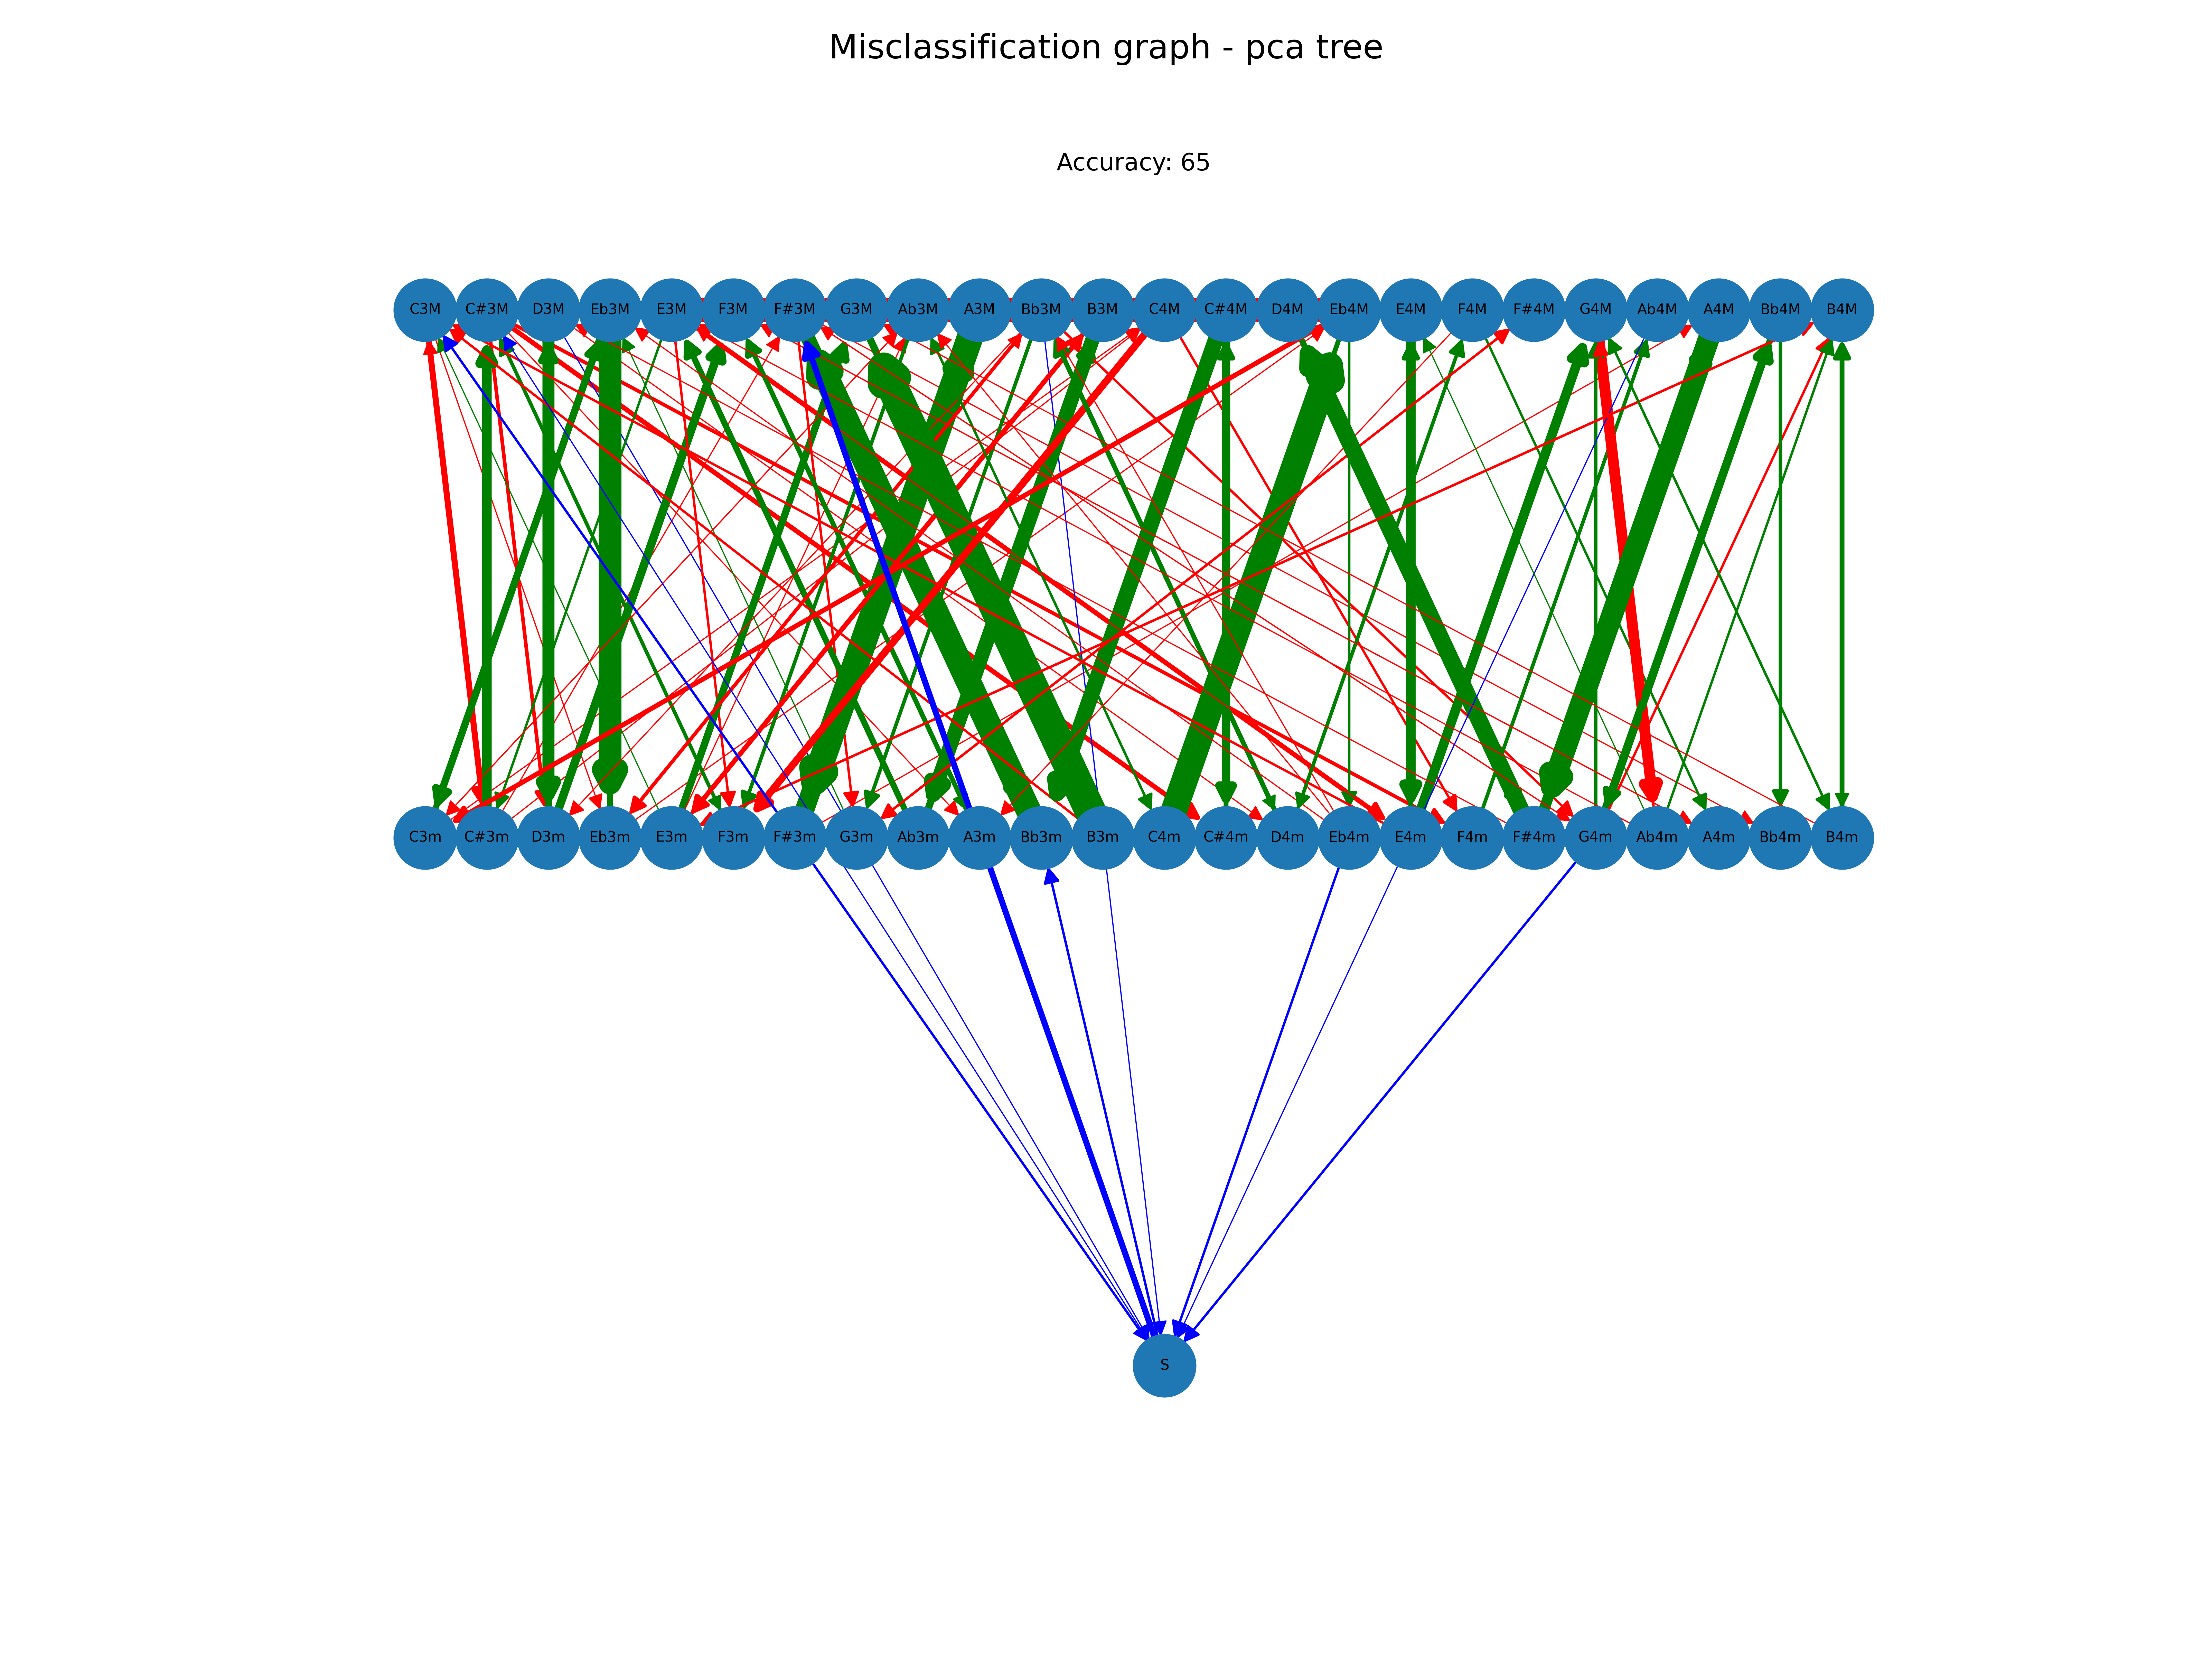 Misclassification graph - pca tree
Accuracy: 65
C3M C#3M D3M Eb3M E3M F3M F#3M G3M Ab3M A3M Bb3M B3M C4M C#4M D4M Eb4M E4M F4M F#4M G4M Ab4M A4M Bb4M B4M
C3m C#3m D3m Eb3m E3m F3m F#3m G3m Ab3m A3m Bb3m B3m C4m C#4m D4m Eb4m E4m F4m F#4m G4m Ab4m A4m Bb4m B4m
S